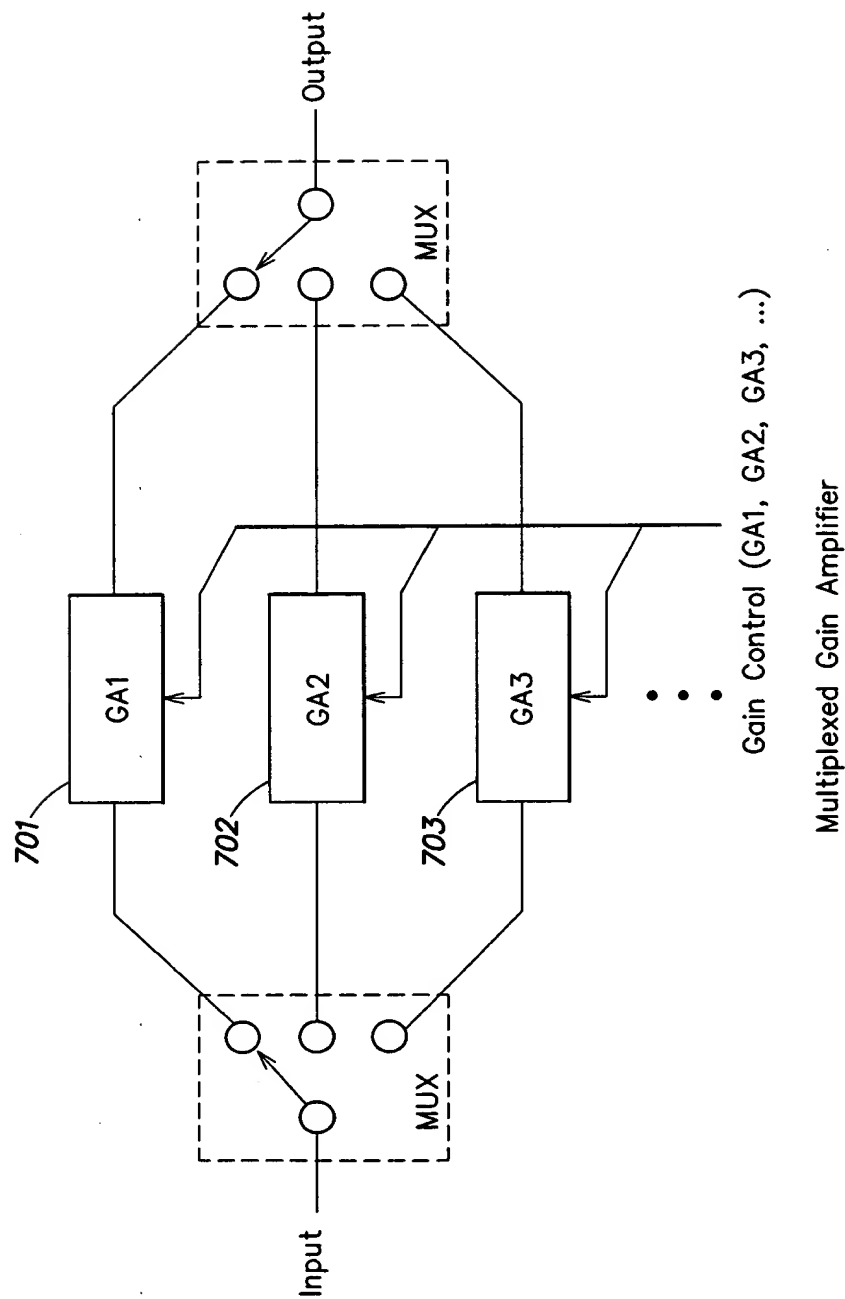 701
GA1
702
GA2
703
GA3
Input
MUX
MUX
Output
Gain Control (GA1, GA2, GA3, ...)
Multiplexed Gain Amplifier